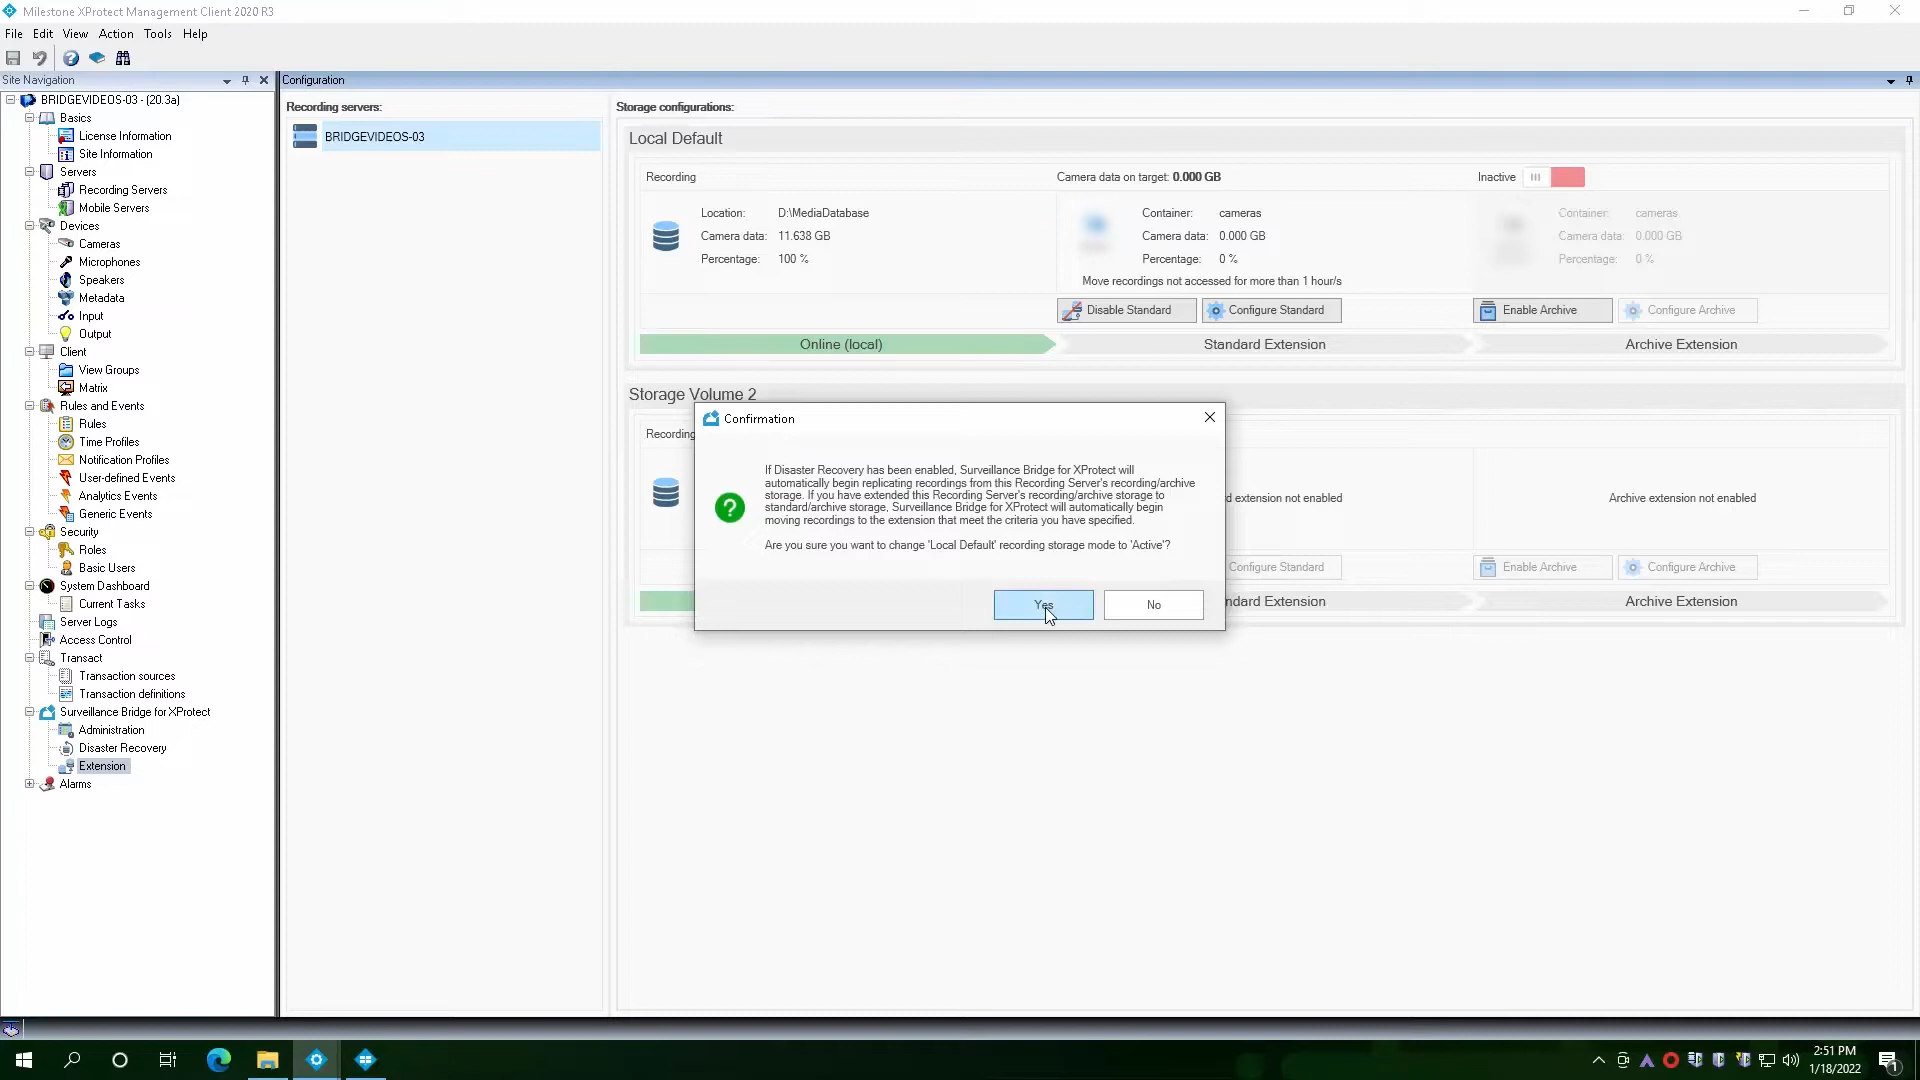 Milestone XProtect Management Client 2020 R3
File Edit View Action Tools Help
Site Navigation
Configuration
BRIDGEVIDEOS-03 - (20.3a)
Basics
License Information
Site Information
Servers
Recording Servers
Mobile Servers
Devices
Cameras
Microphones
Speakers
Metadata
Input
Output
Client
View Groups
Matrix
Rules and Events
Rules
Time Profiles
Notification Profiles
User-defined Events
Analytics Events
Generic Events
Security
Roles
Basic Users
System Dashboard
Current Tasks
Server Logs
Access Control
Transact
Transaction sources
Transaction definitions
Surveillance Bridge for XProtect
Administration
Disaster Recovery
Extension
Alarms
Recording servers:
BRIDGEVIDEOS-03
Storage configurations:
Local Default
Recording Camera data on target: 0.000 GB Inactive
Location: D:\MediaDatabase Container: cameras Container: cameras
Camera data: 11.638 GB Camera data: 0.000 GB Camera data: 0.000 GB
Percentage: 100 % Percentage: 0 % Percentage: 0 %
Move recordings not accessed for more than 1 hour/s
Disable Standard Configure Standard Enable Archive Configure Archive
Online (local) Standard Extension Archive Extension
Storage Volume 2
Recording
d extension not enabled Archive extension not enabled
Configure Standard Enable Archive Configure Archive
ndard Extension Archive Extension
Confirmation
If Disaster Recovery has been enabled, Surveillance Bridge for XProtect will
automatically begin replicating recordings from this Recording Server's recording/archive
storage. If you have extended this Recording Server's recording/archive storage to
standard/archive storage, Surveillance Bridge for XProtect will automatically begin
moving recordings to the extension that meet the criteria you have specified.
Are you sure you want to change 'Local Default' recording storage mode to 'Active'?
Yes No
2:51 PM
1/18/2022
1